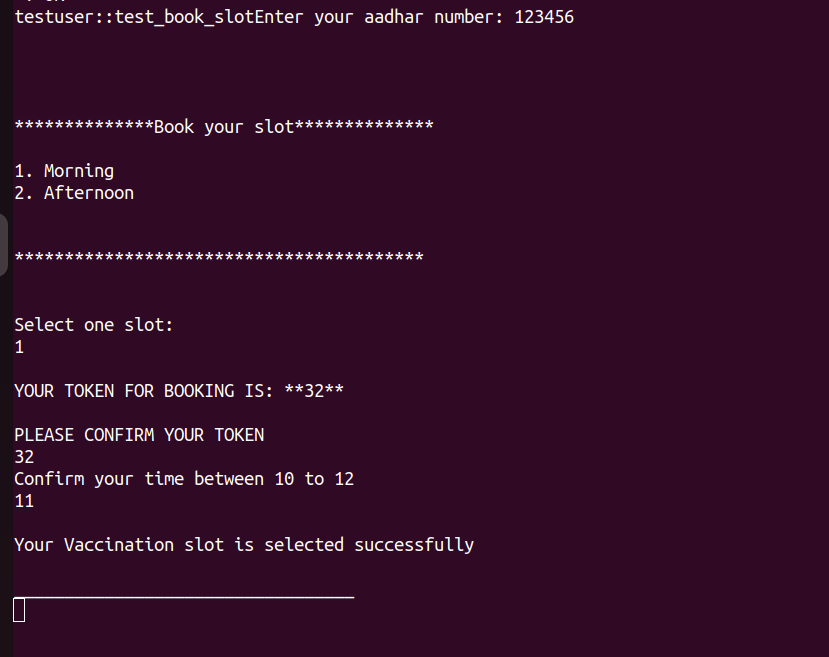 testuser::test_book_slotEnter your aadhar number: 123456
**************Book your slot**************
1. Morning
2. Afternoon
*****************************************
Select one slot:
1
YOUR TOKEN FOR BOOKING IS: **32**
PLEASE CONFIRM YOUR TOKEN
32
Confirm your time between 10 to 12
11
Your Vaccination slot is selected successfully
__________________________________